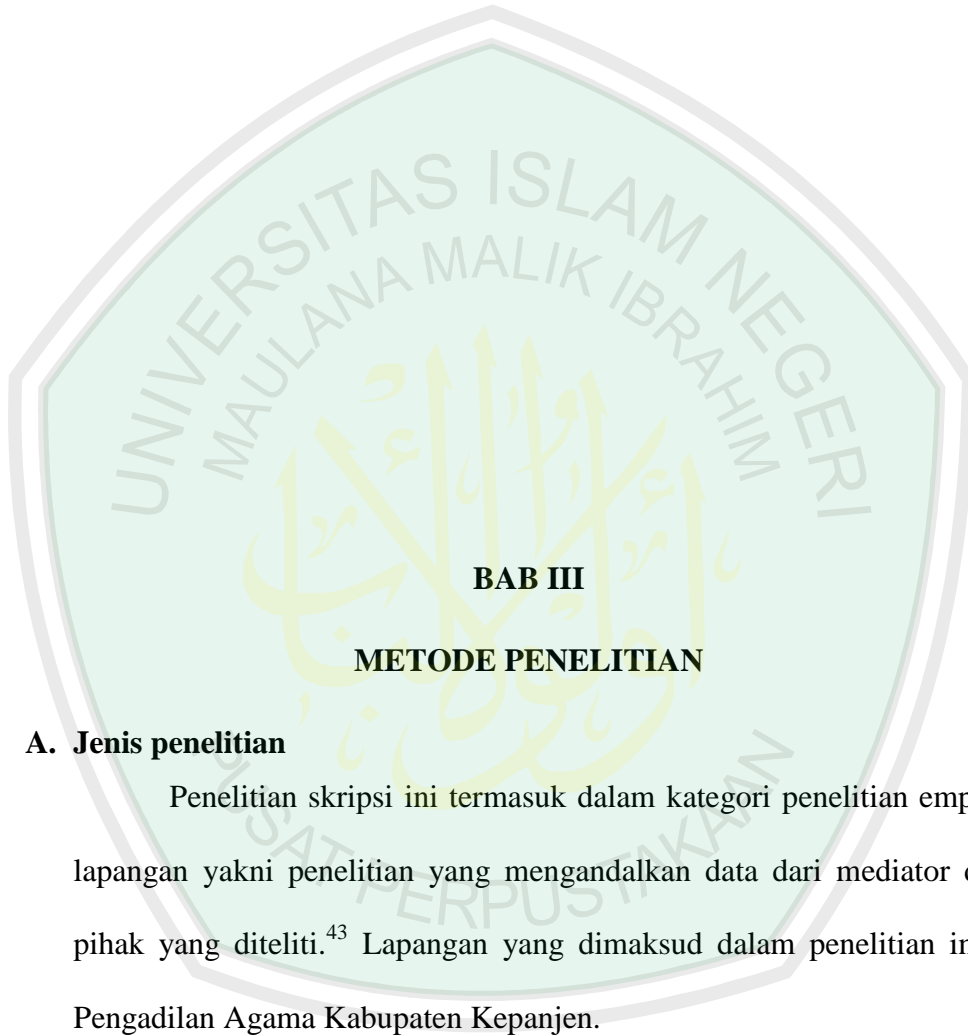 UNIVERSITAS ISLAM NEGERI
MAULANA MALIK IBRAHIM
BAB III
METODE PENELITIAN
A. Jenis penelitian
Penelitian skripsi ini termasuk dalam kategori penelitian emp
lapangan yakni penelitian yang mengandalkan data dari mediator d
pihak yang diteliti.43 Lapangan yang dimaksud dalam penelitian in
Pengadilan Agama Kabupaten Kepanjen.
PUSAT PERPUSTAKAAN